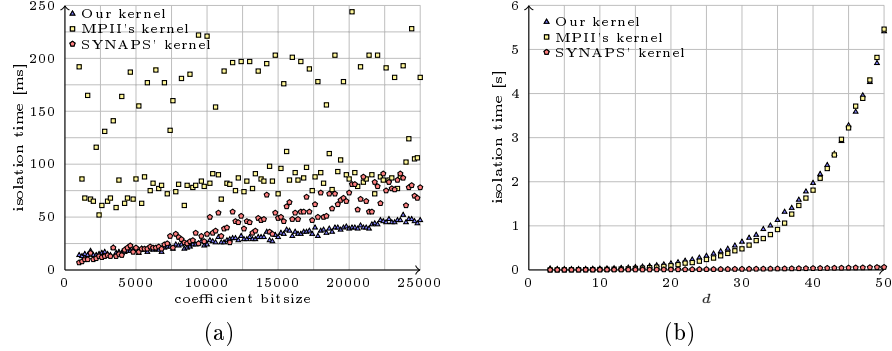 Our kernel
MPII's kernel
SYNAPS' kernel
isolation time [ms]
250
200
150
100
50
0
0 5000 10000 15000 20000 25000
coefficient bitsize
(a)
Our kernel
MPII's kernel
SYNAPS' kernel
isolation time [s]
6
5
4
3
2
1
0
0 10 20 30 40 50
d
(b)